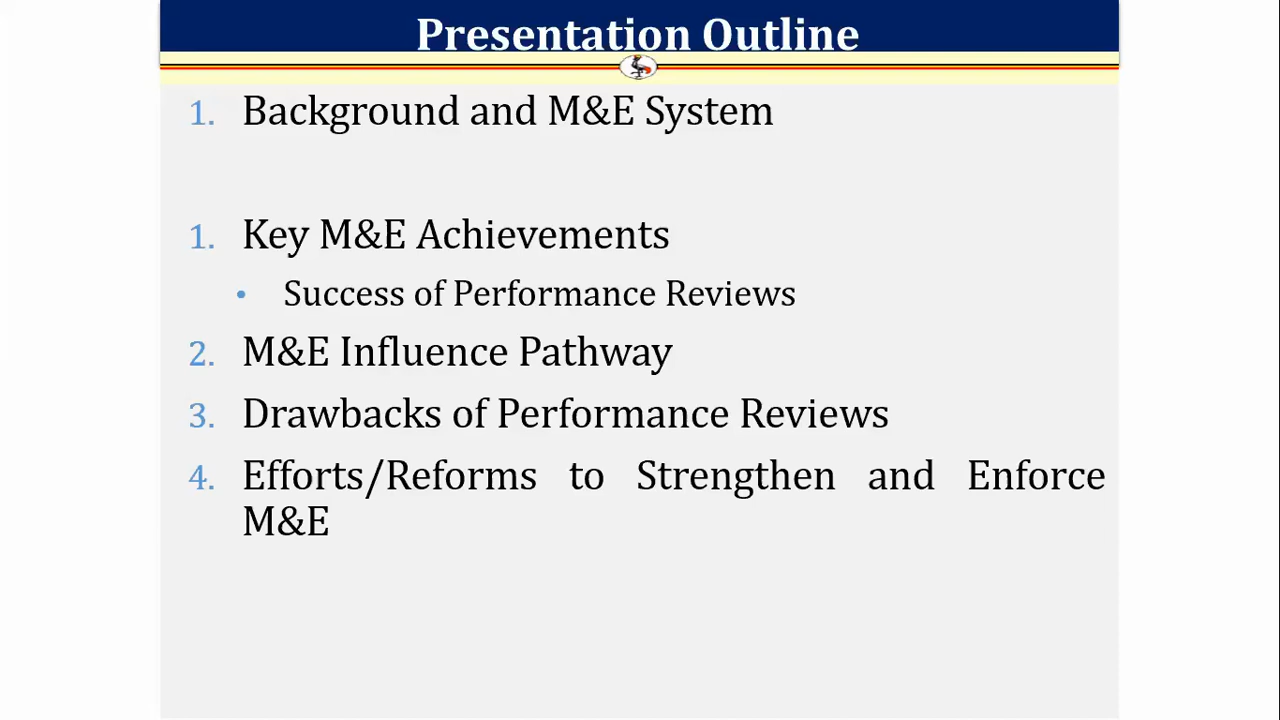 Presentation Outline
1. Background and M&E System
1. Key M&E Achievements
• Success of Performance Reviews
2. M&E Influence Pathway
3. Drawbacks of Performance Reviews
4. Efforts/Reforms to Strengthen and Enforce
M&E